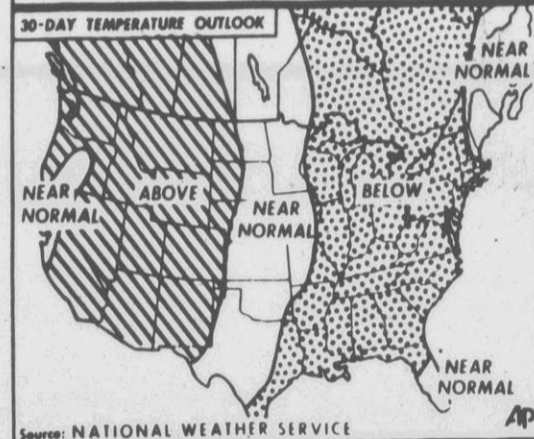 30-DAY TEMPERATURE OUTLOOK
NEAR
NORMAL
NEAR
NORMAL
ABOVE
NEAR
NORMAL
BELOW
NEAR
NORMAL
Source: NATIONAL WEATHER SERVICE
AP